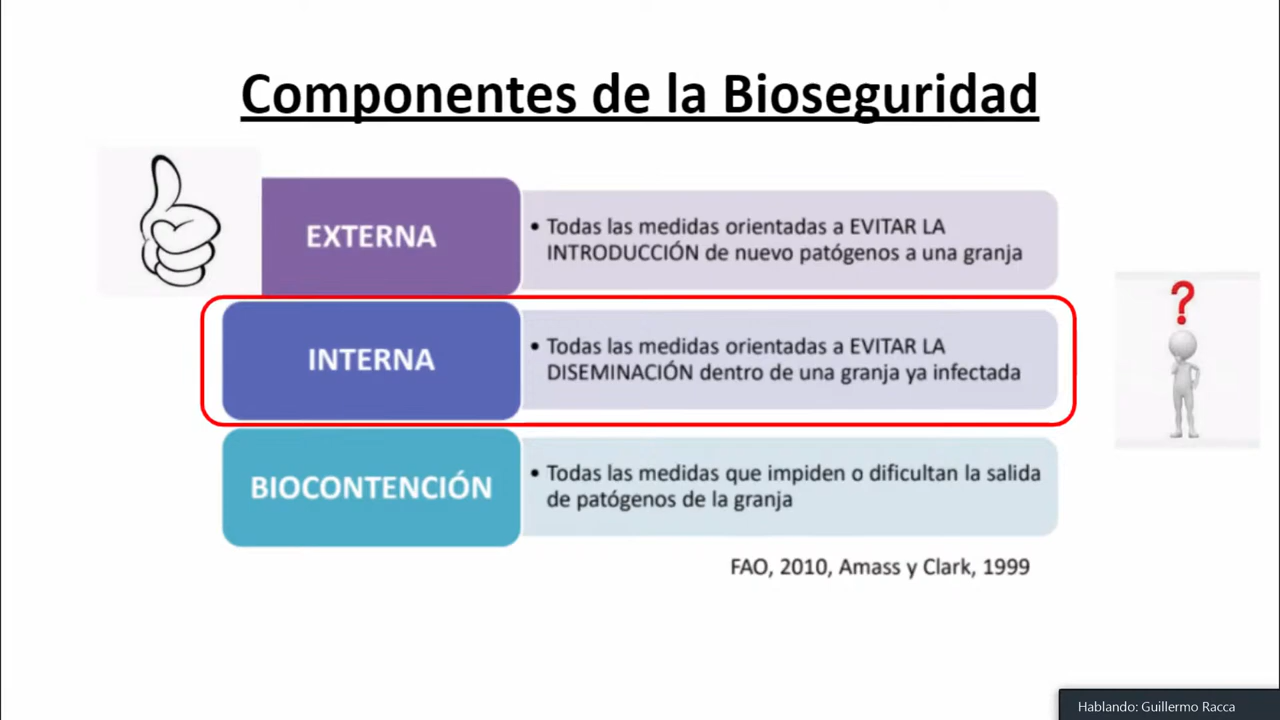 Componentes de la Bioseguridad
EXTERNA
• Todas las medidas orientadas a EVITAR LA
INTRODUCCIÓN de nuevo patógenos a una granja
INTERNA
• Todas las medidas orientadas a EVITAR LA
DISEMINACIÓN dentro de una granja ya infectada
?
BIOCONTENCIÓN
• Todas las medidas que impiden o dificultan la salida
de patógenos de la granja
FAO, 2010, Amass y Clark, 1999
Hablando: Guillermo Racca